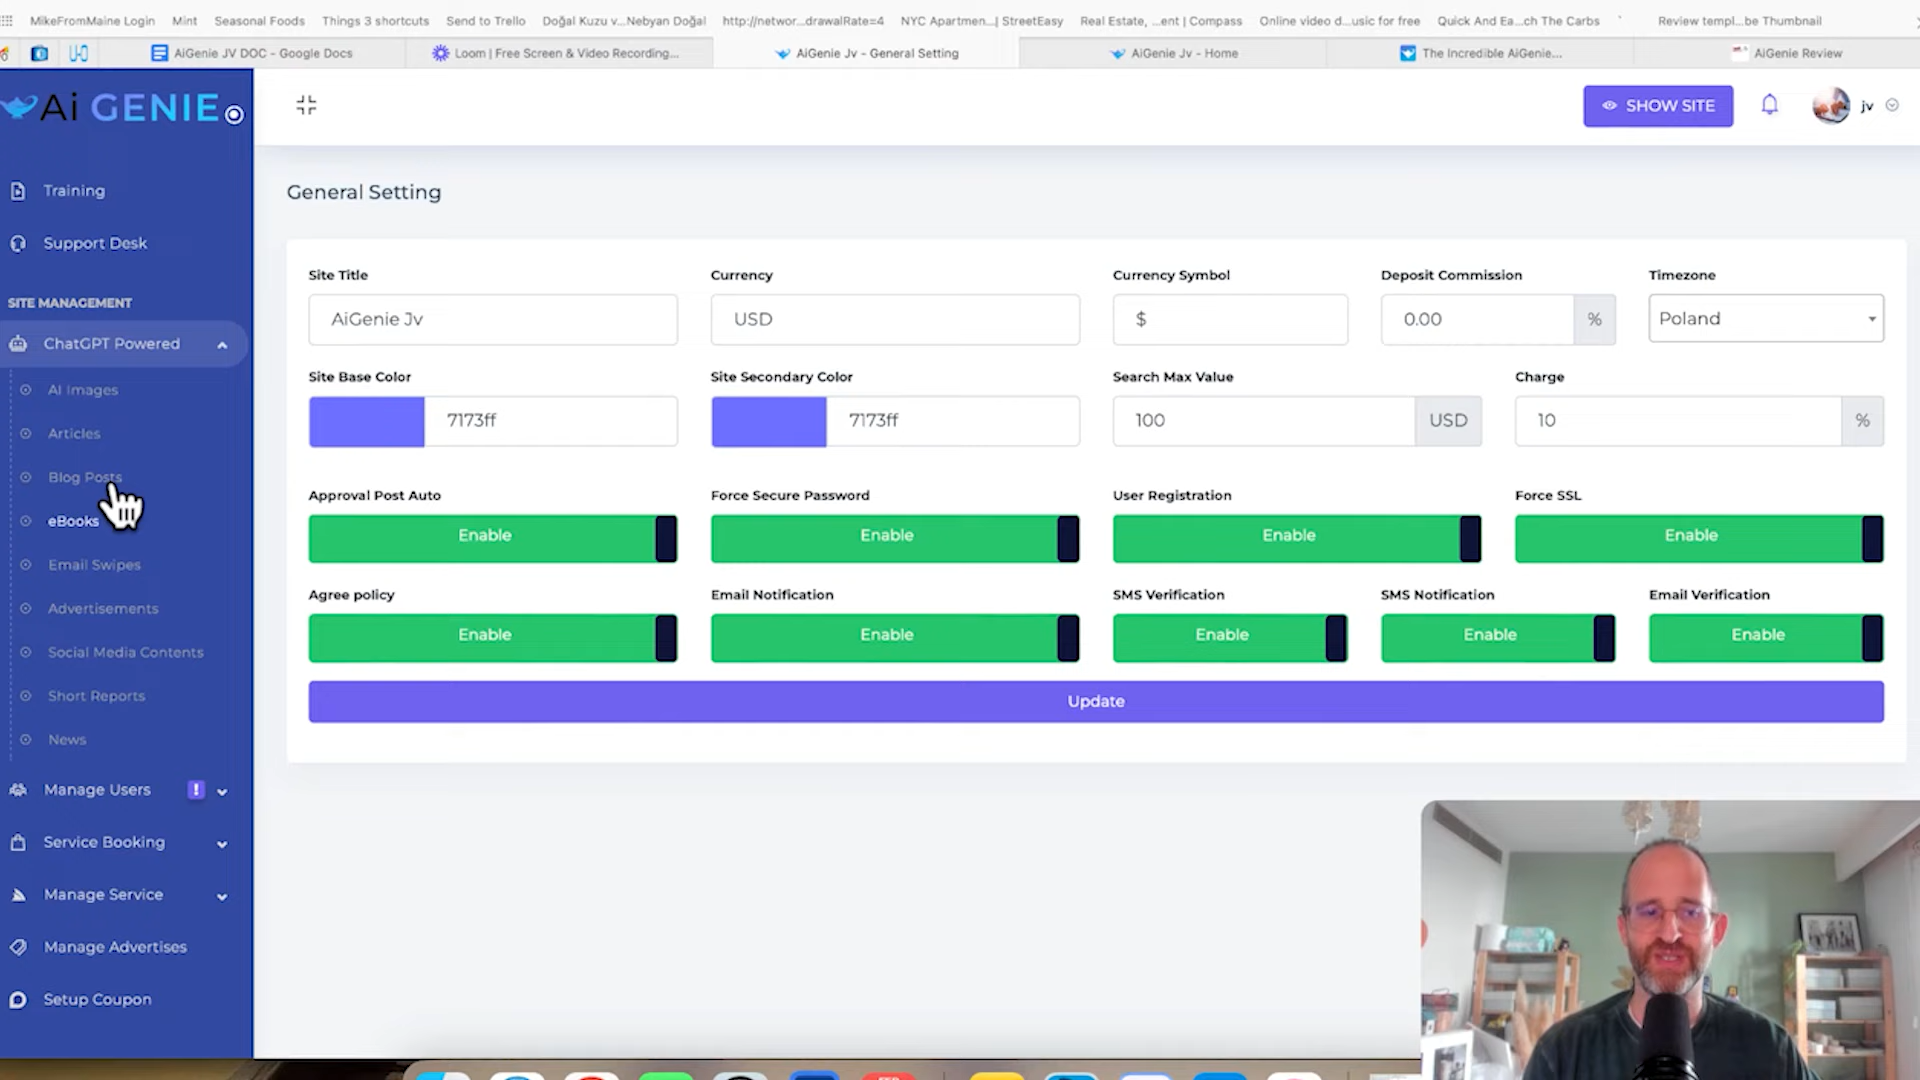 MikeFromMaine Login Mint Seasonal Foods Things 3 shortcuts Send to Trello Doğal Kuzu v...Nebyan Doğal http://networ...drawalRate=4 NYC Apartmen...| StreetEasy Real Estate, ...ent | Compass Online video d...usic for free Quick And Ea...ch The Carbs Review templ...be Thumbnail
AiGenie JV DOC - Google Docs Loom | Free Screen & Video Recording... AiGenie Jv - General Setting AiGenie Jv - Home The Incredible AiGenie... AiGenie Review
Ai GENIE
SHOW SITE jv
Training
Support Desk
SITE MANAGEMENT
ChatGPT Powered
AI Images
Articles
Blog Posts
eBooks
Email Swipes
Advertisements
Social Media Contents
Short Reports
News
Manage Users !
Service Booking
Manage Service
Manage Advertises
Setup Coupon
General Setting
Site Title Currency Currency Symbol Deposit Commission Timezone
AiGenie Jv USD $ 0.00 % Poland
Site Base Color Site Secondary Color Search Max Value Charge
7173ff 7173ff 100 USD 10 %
Approval Post Auto Force Secure Password User Registration Force SSL
Enable Enable Enable Enable
Agree policy Email Notification SMS Verification SMS Notification Email Verification
Enable Enable Enable Enable Enable
Update